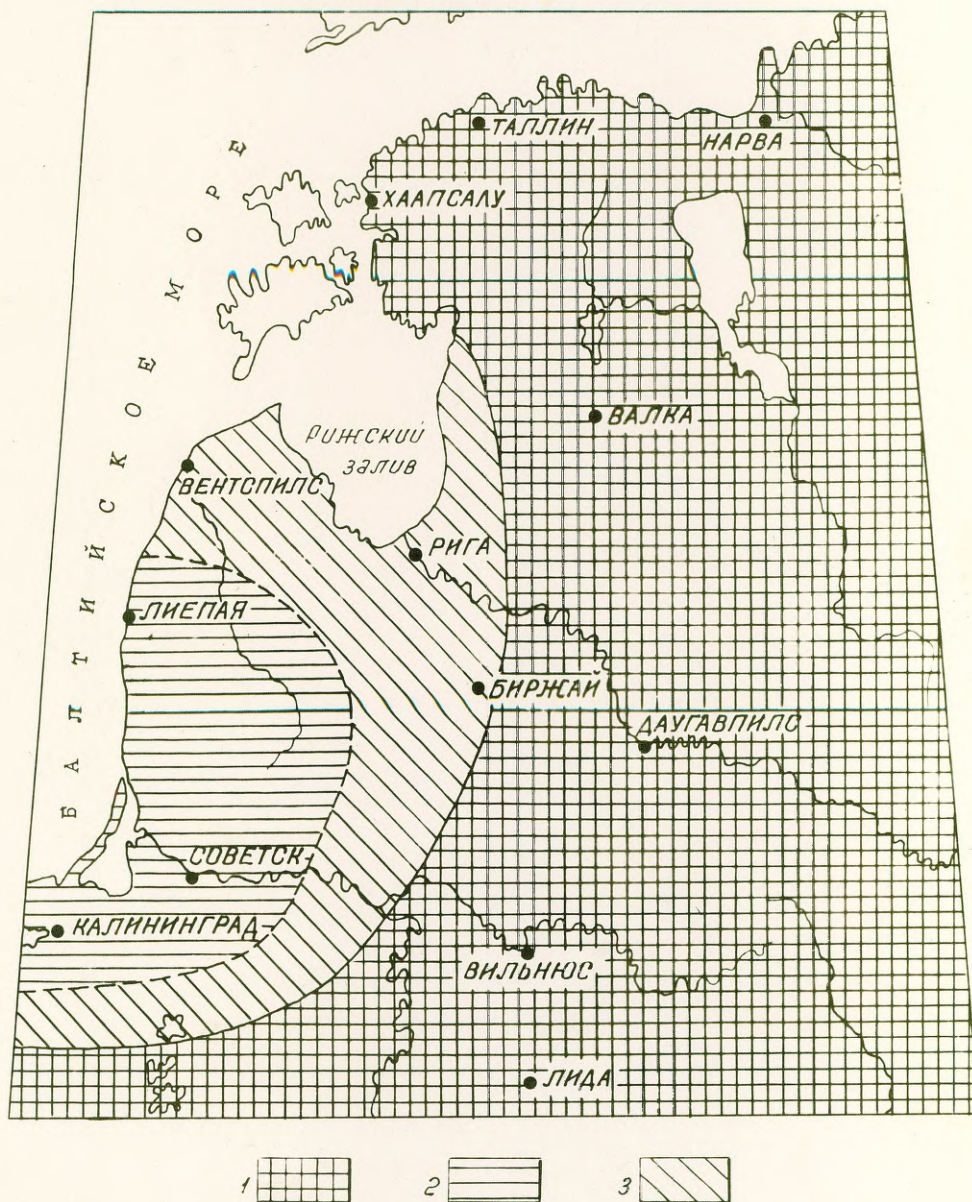 ТАЛЛИН
НАРВА
ХААПСАЛУ
БАЛТИЙСКОЕ МОРЕ
ВАЛКА
Рижский
залив
ВЕНТСПИЛС
РИГА
ЛИЕПАЯ
БИРЖАЙ
ДАУГАВПИЛС
СОВЕТСК
КАЛИНИНГРАД
ВИЛЬНЮС
ЛИДА
1 2 3